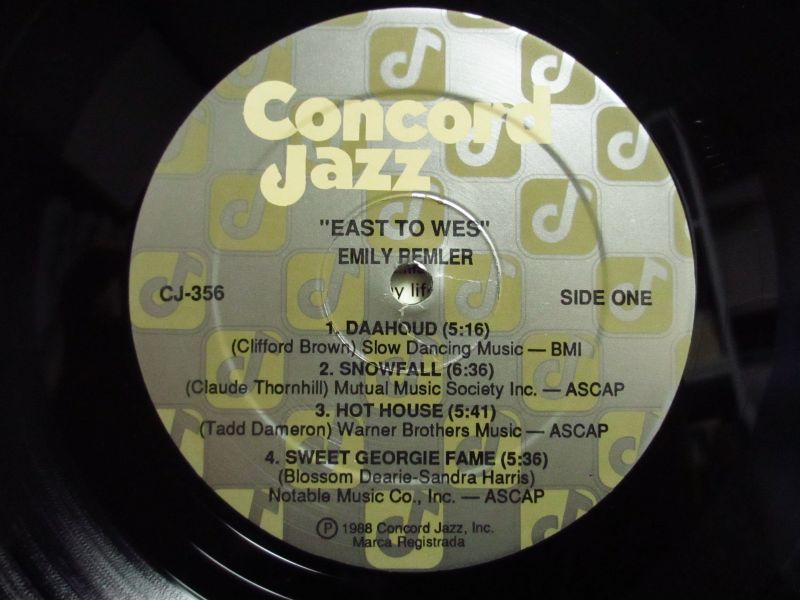 Concord
Jazz
"EAST TO WES"
EMILY REMLER
CJ-356
SIDE ONE
y life
1. DAAHOUD (5:16)
(Clifford Brown) Slow Dancing Music — BMI
2. SNOWFALL (6:36)
(Claude Thornhill) Mutual Music Society Inc. — ASCAP
3. HOT HOUSE (5:41)
(Tadd Dameron) Warner Brothers Music — ASCAP
4. SWEET GEORGIE FAME (5:36)
(Blossom Dearie-Sandra Harris)
Notable Music Co., Inc. — ASCAP
Ⓟ 1988 Concord Jazz, Inc.
Marca Registrada